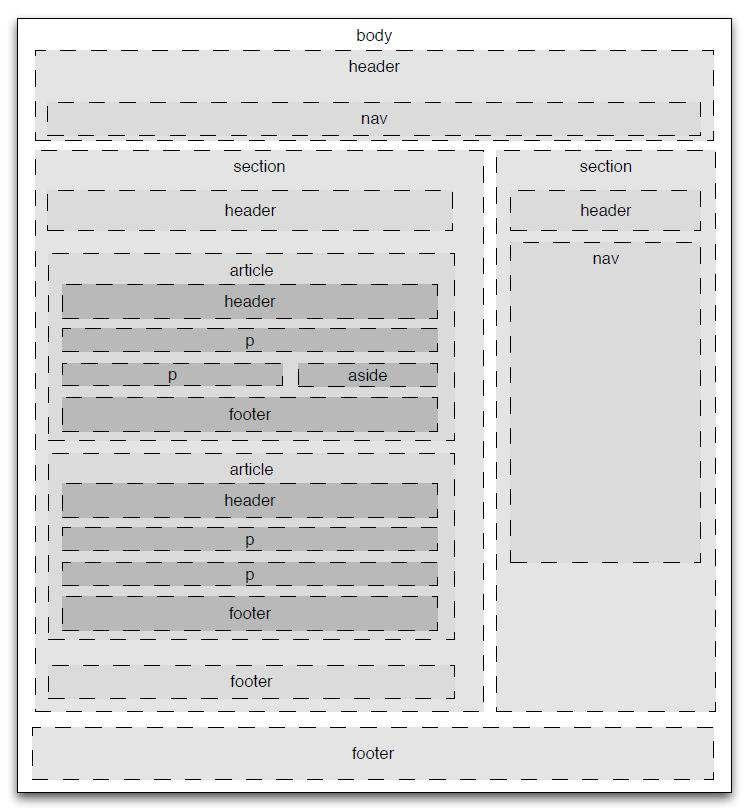 body
header
nav
section
header
article
header
p
p
aside
footer
article
header
p
p
footer
footer
section
header
nav
footer